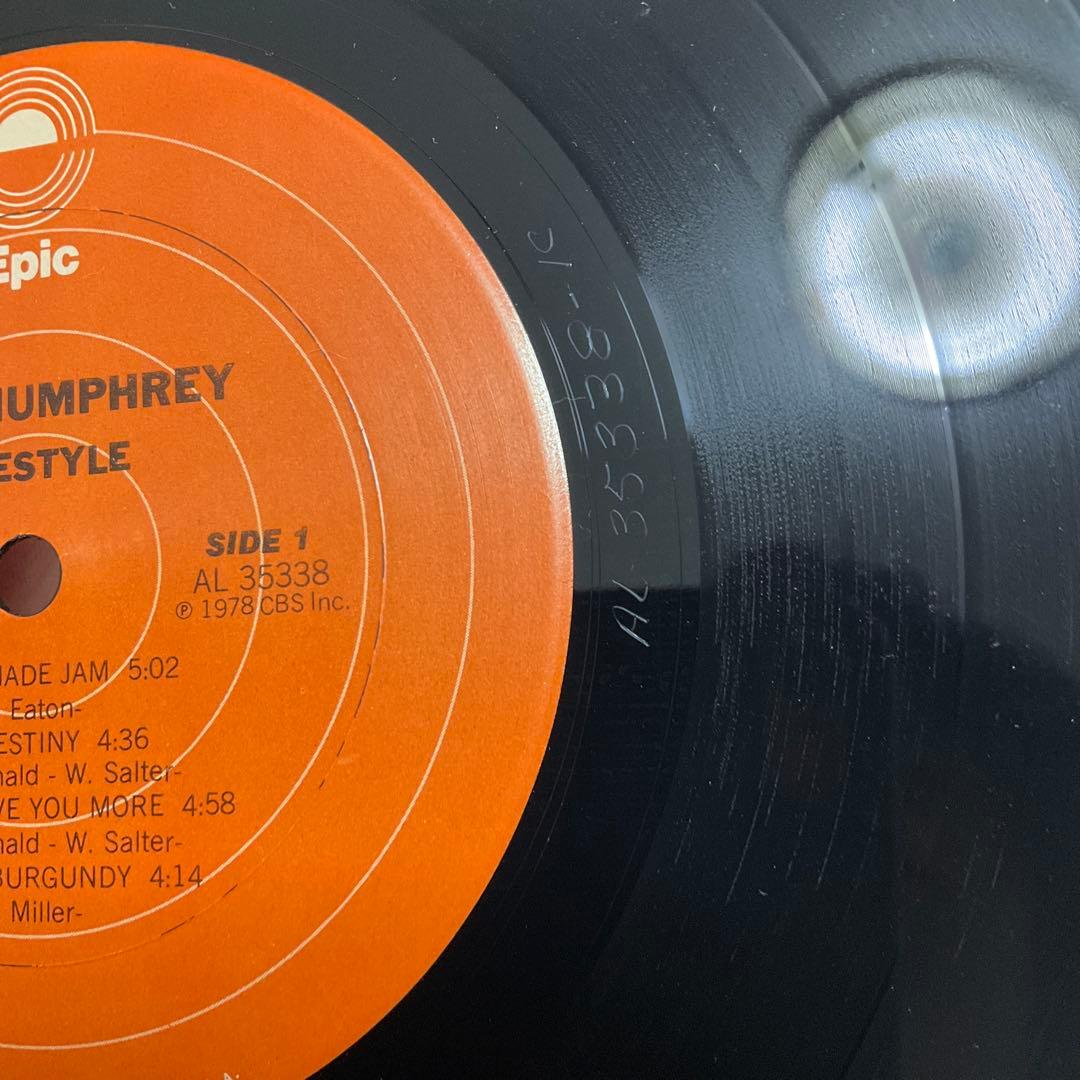 Epic
HUMPHREY
ESTYLE
SIDE 1
AL 35338
℗ 1978 CBS Inc.
MADE JAM 5:02
Eaton-
ESTINY 4:36
nald - W. Salter-
VE YOU MORE 4:58
nald - W. Salter-
BURGUNDY 4:14
Miller-
AL 35338-1C